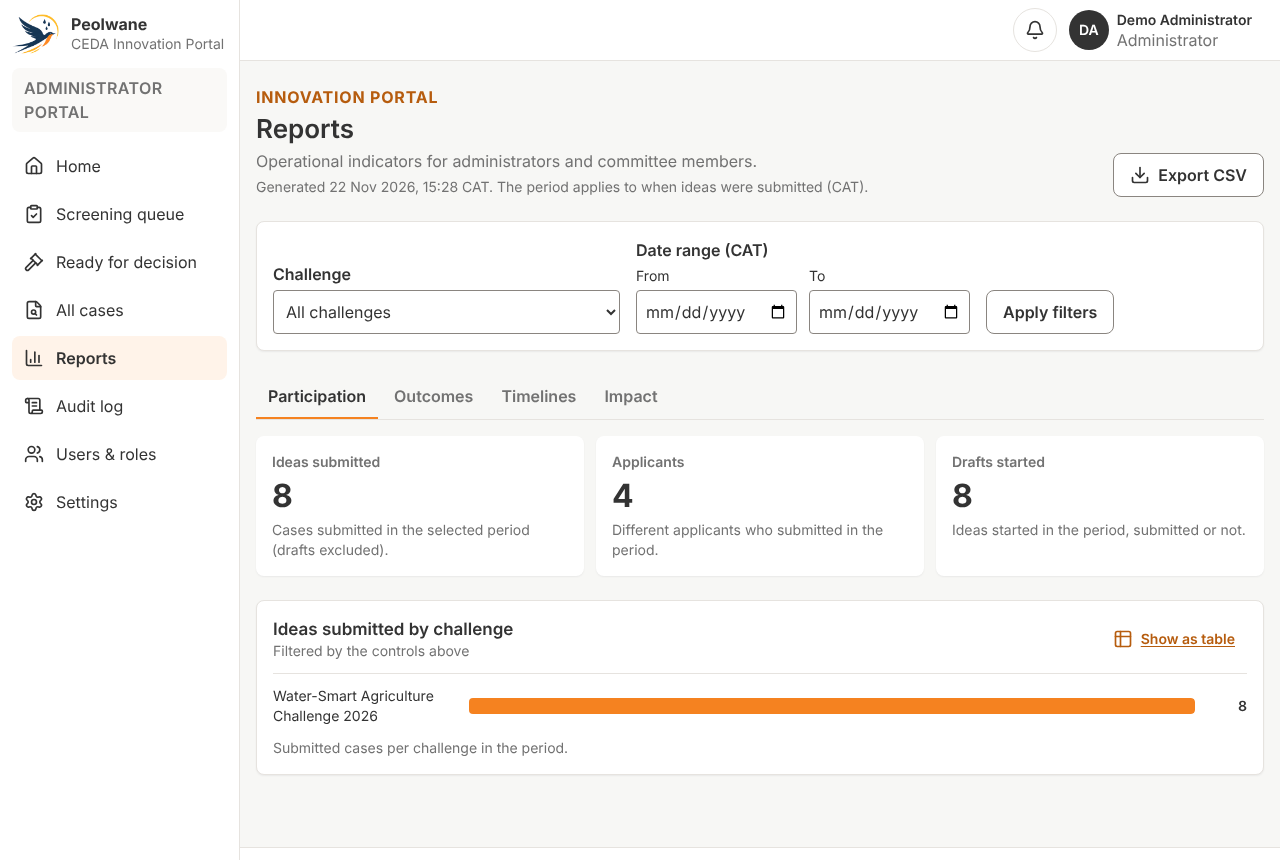 Peolwane
CEDA Innovation Portal
ADMINISTRATOR
PORTAL
Home
Screening queue
Ready for decision
All cases
Reports
Audit log
Users & roles
Settings
DA
Demo Administrator
Administrator
INNOVATION PORTAL
Reports
Operational indicators for administrators and committee members.
Generated 22 Nov 2026, 15:28 CAT. The period applies to when ideas were submitted (CAT).
Export CSV
Challenge
All challenges
Date range (CAT)
From
mm/dd/yyyy
To
mm/dd/yyyy
Apply filters
Participation
Outcomes
Timelines
Impact
Ideas submitted
8
Cases submitted in the selected period
(drafts excluded).
Applicants
4
Different applicants who submitted in the
period.
Drafts started
8
Ideas started in the period, submitted or not.
Ideas submitted by challenge
Filtered by the controls above
Show as table
Water-Smart Agriculture
Challenge 2026
8
Submitted cases per challenge in the period.